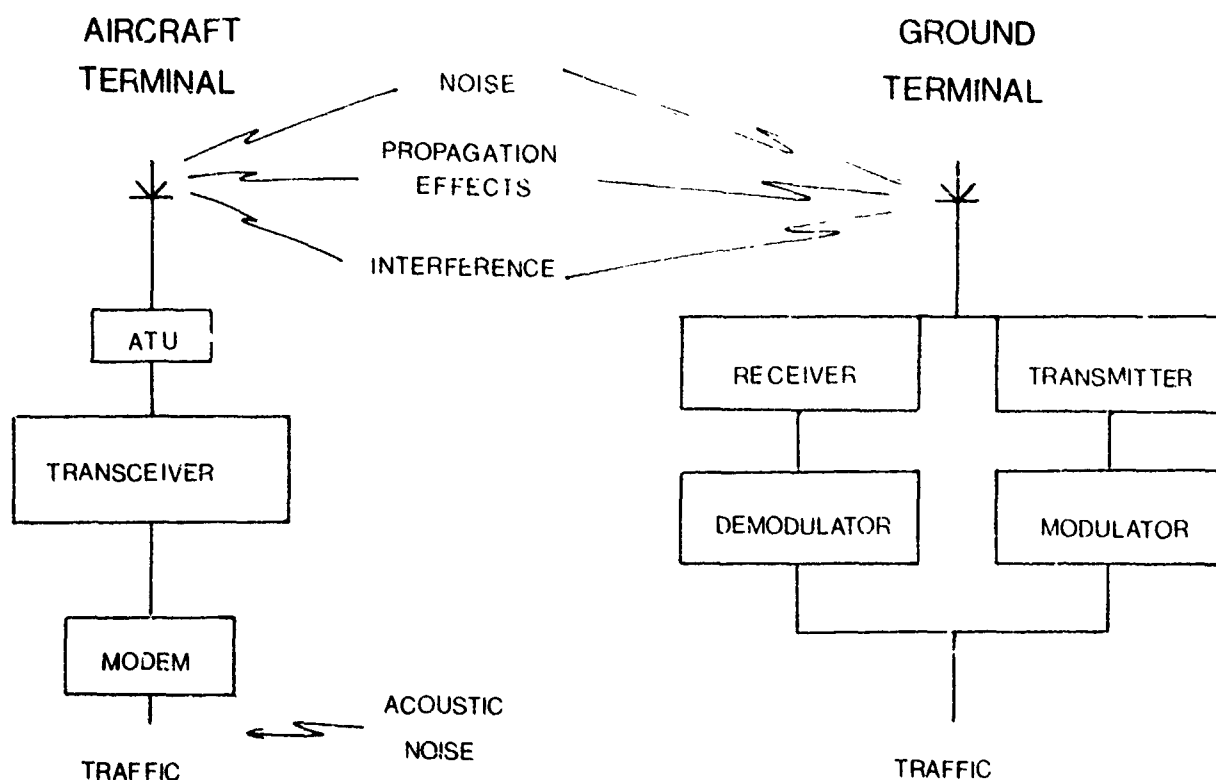 AIRCRAFT
TERMINAL
GROUND
TERMINAL
NOISE
PROPAGATION
EFFECTS
INTERFERENCE
ATU
TRANSCEIVER
MODEM
ACOUSTIC
NOISE
TRAFFIC
RECEIVER
TRANSMITTER
DEMODULATOR
MODULATOR
TRAFFIC